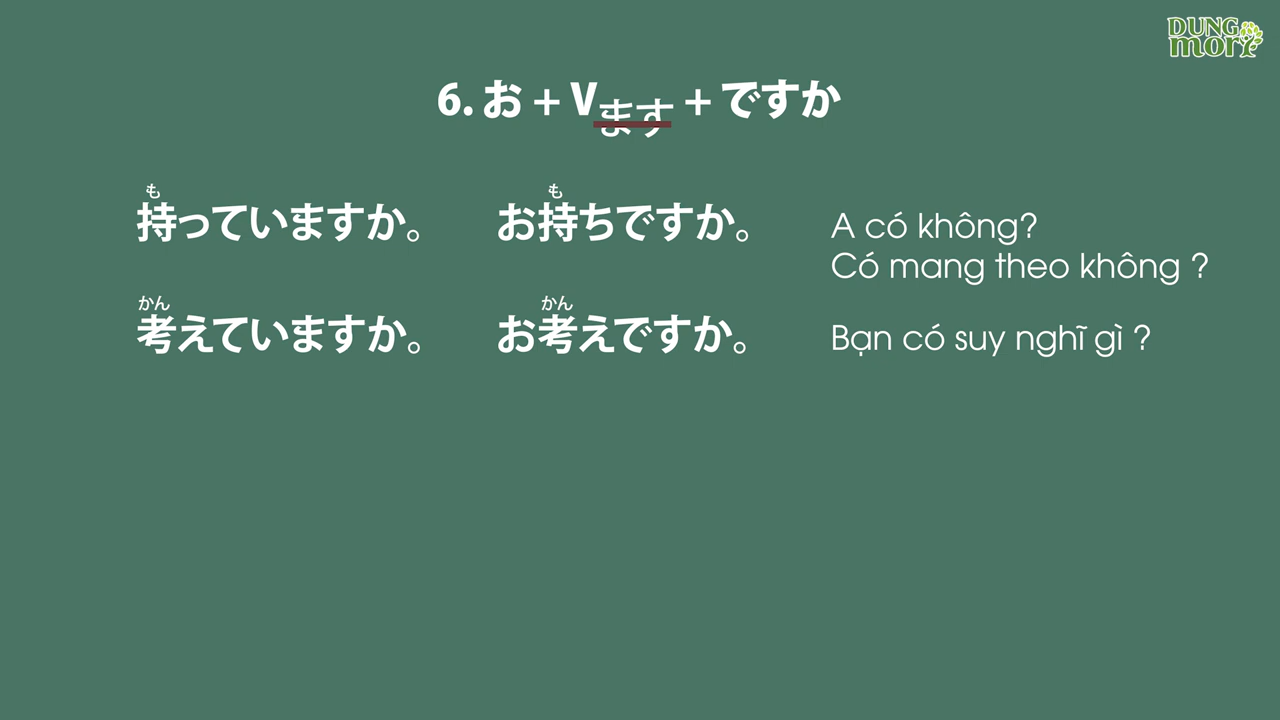 DUNG
mori
6. お + Vます + ですか
持っていますか。 お持ちですか。 A có không?
Có mang theo không ?
考えていますか。 お考えですか。 Bạn có suy nghĩ gì ?
も も
かん かん